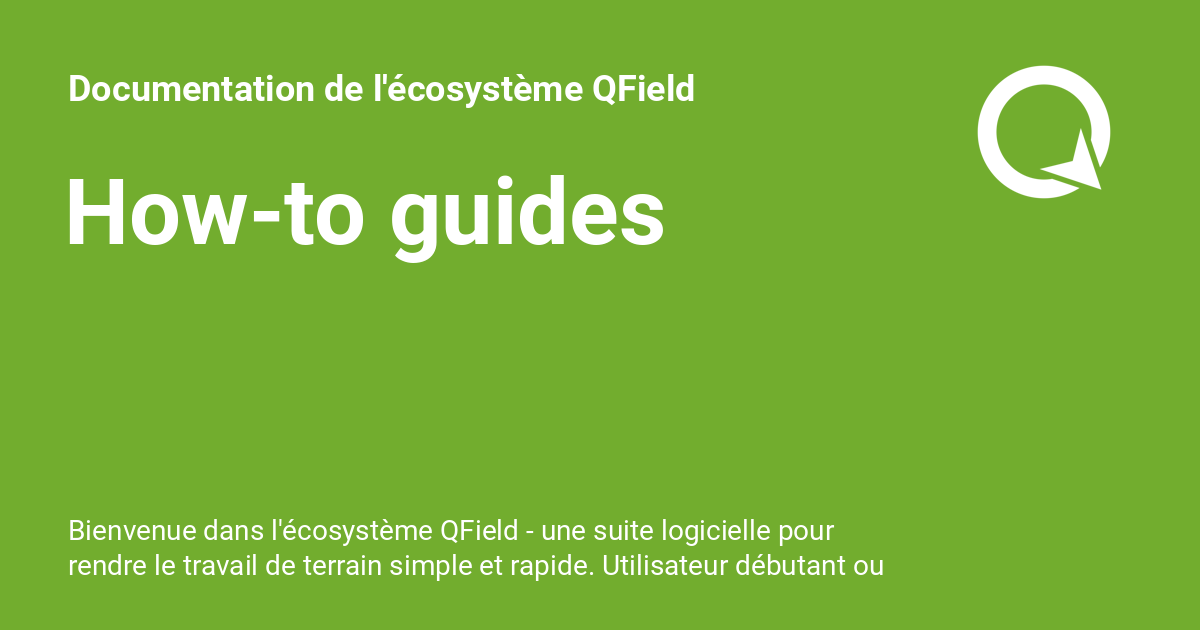 Documentation de l'écosystème QField
How-to guides
Bienvenue dans l'écosystème QField - une suite logicielle pour
rendre le travail de terrain simple et rapide. Utilisateur débutant ou